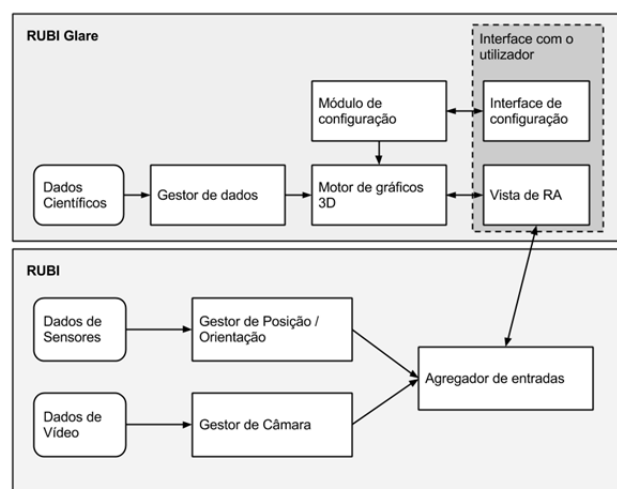 RUBI Glare
Interface com o
utilizador
Módulo de
configuração
Interface de
configuração
Dados
Científicos
Gestor de dados
Motor de gráficos
3D
Vista de RA
RUBI
Dados de
Sensores
Gestor de Posição /
Orientação
Agregador de entradas
Dados de
Vídeo
Gestor de Câmara